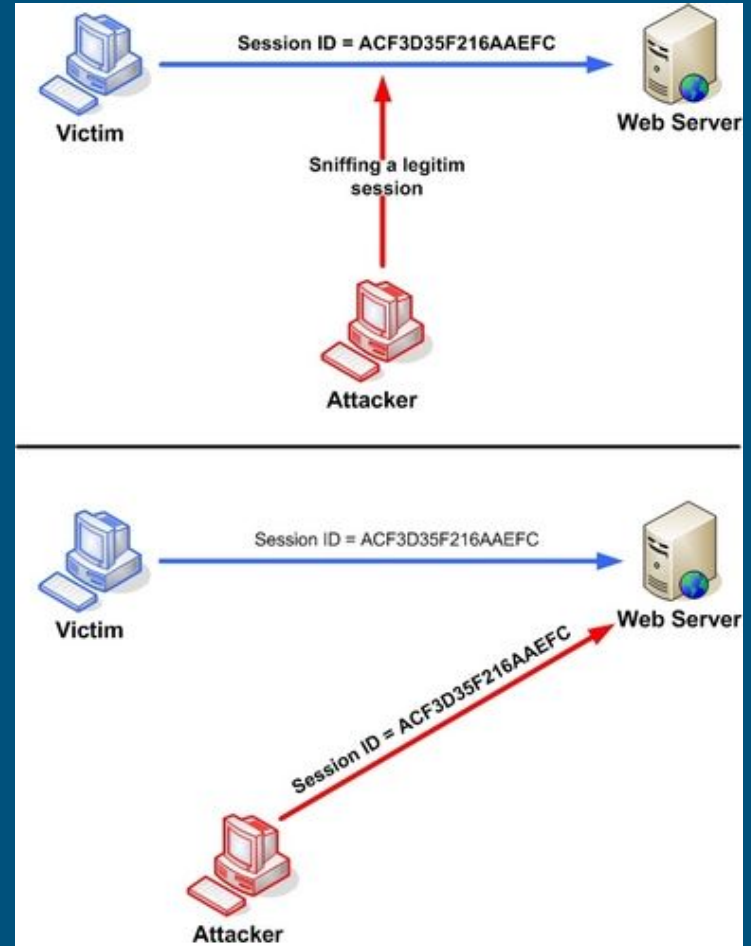 Session ID = ACF3D35F216AAEFC
Victim
Web Server
Sniffing a legitim
session
Attacker
Session ID = ACF3D35F216AAEFC
Victim
Web Server
Session ID = ACF3D35F216AAEFC
Attacker